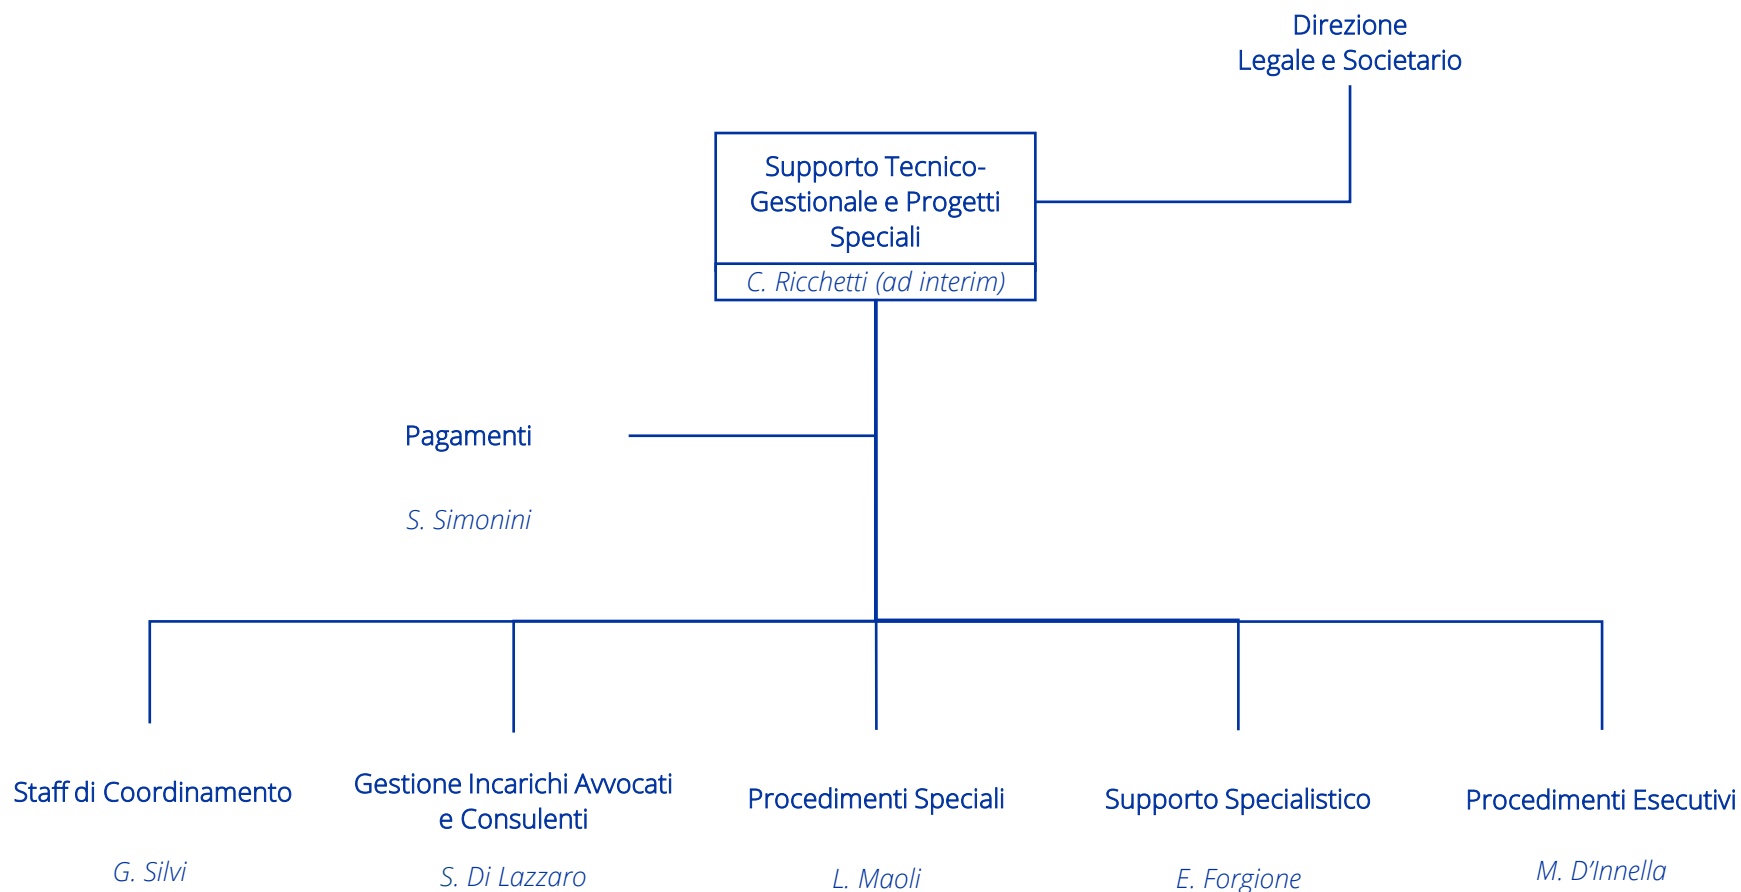 Direzione
Legale e Societario
Supporto Tecnico-
Gestionale e Progetti
Speciali
C. Ricchetti (ad interim)
Pagamenti
S. Simonini
Staff di Coordinamento
G. Silvi
Gestione Incarichi Avvocati
e Consulenti
S. Di Lazzaro
Procedimenti Speciali
L. Maoli
Supporto Specialistico
E. Forgione
Procedimenti Esecutivi
M. D’Innella